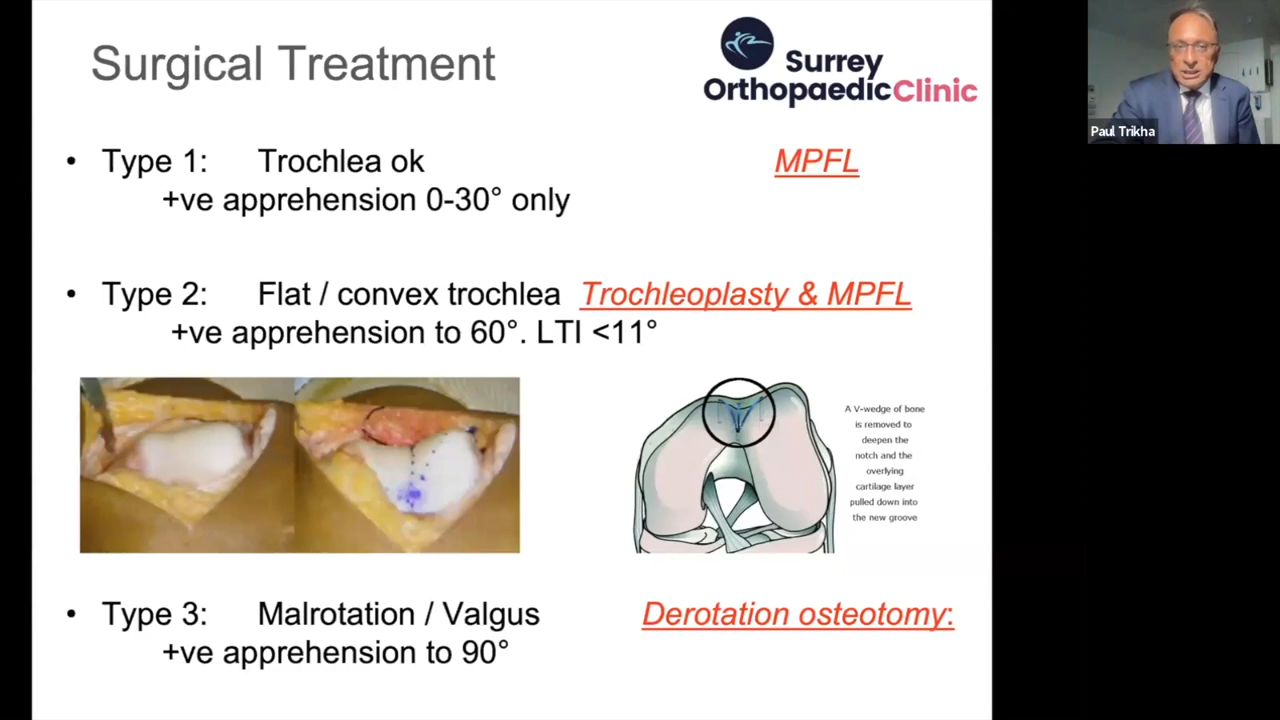 Surgical Treatment
Surrey
OrthopaedicClinic
Paul Trikha
• Type 1: Trochlea ok MPFL
+ve apprehension 0-30° only
• Type 2: Flat / convex trochlea Trochleoplasty & MPFL
+ve apprehension to 60°. LTI <11°
A V-wedge of bone
is removed to
deepen the
notch and the
overlying
cartilage layer
pulled down into
the new groove
• Type 3: Malrotation / Valgus Derotation osteotomy:
+ve apprehension to 90°